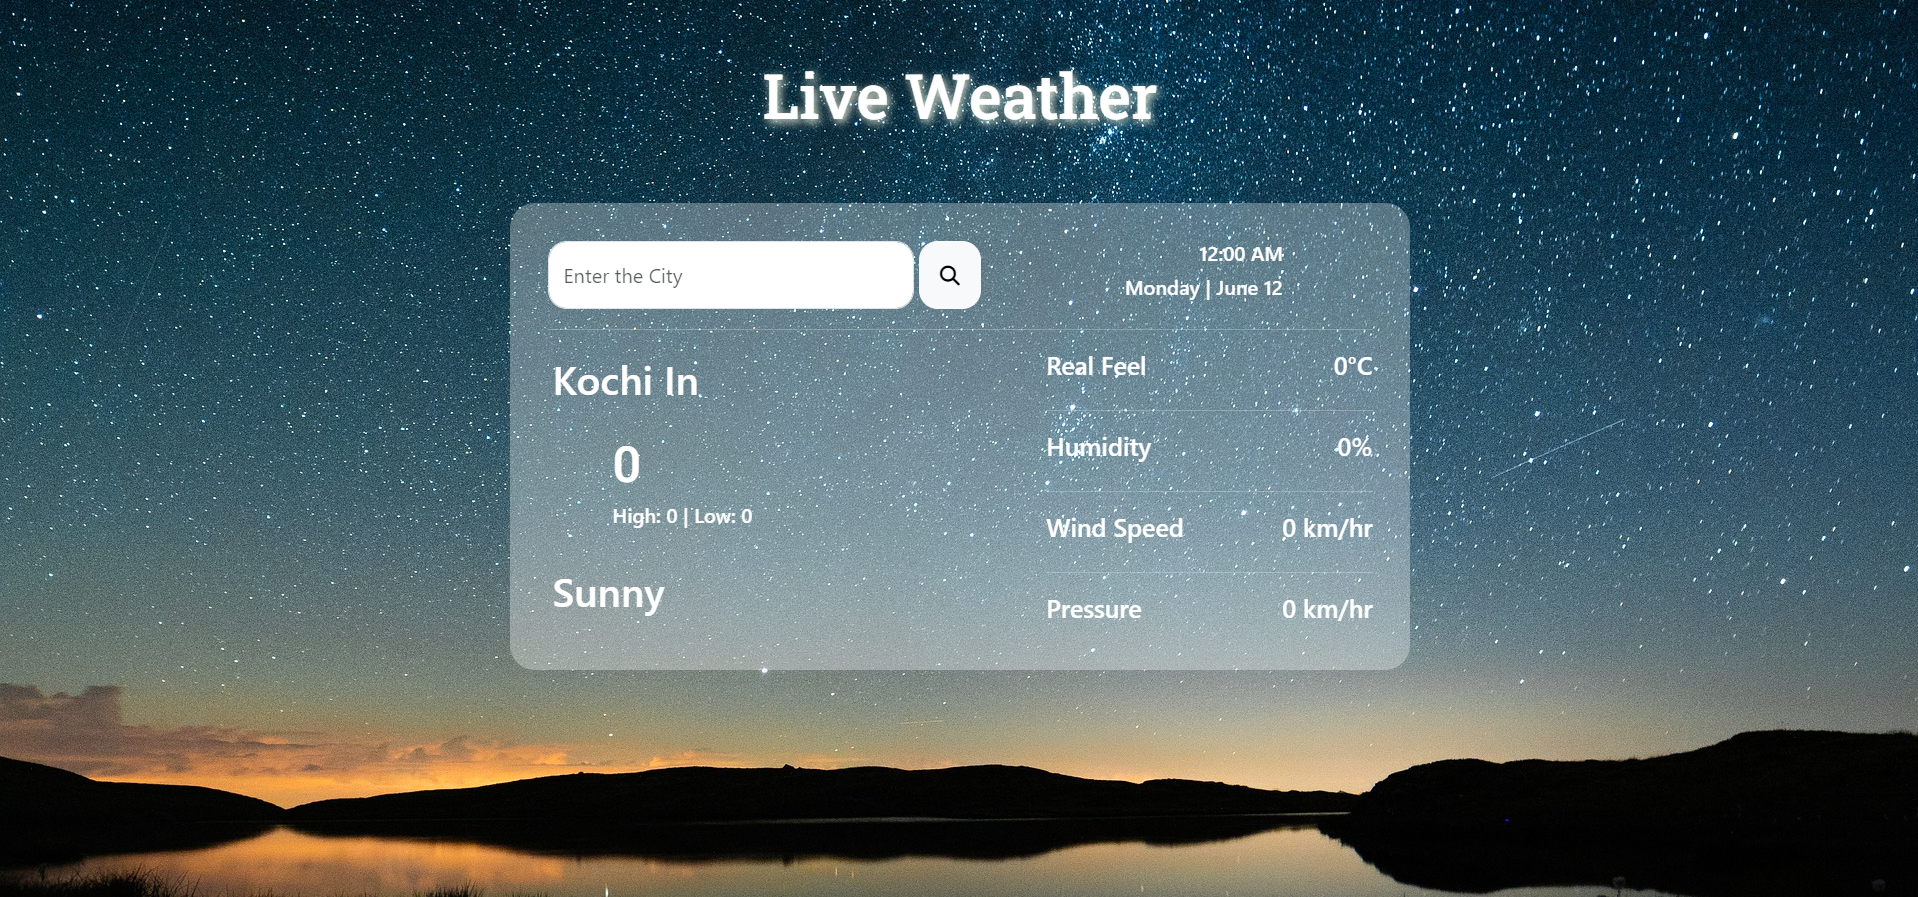 Live Weather
Enter the City
12:00 AM
Monday | June 12
Kochi In
0
High: 0 | Low: 0
Sunny
Real Feel 0°C
Humidity 0%
Wind Speed 0 km/hr
Pressure 0 km/hr